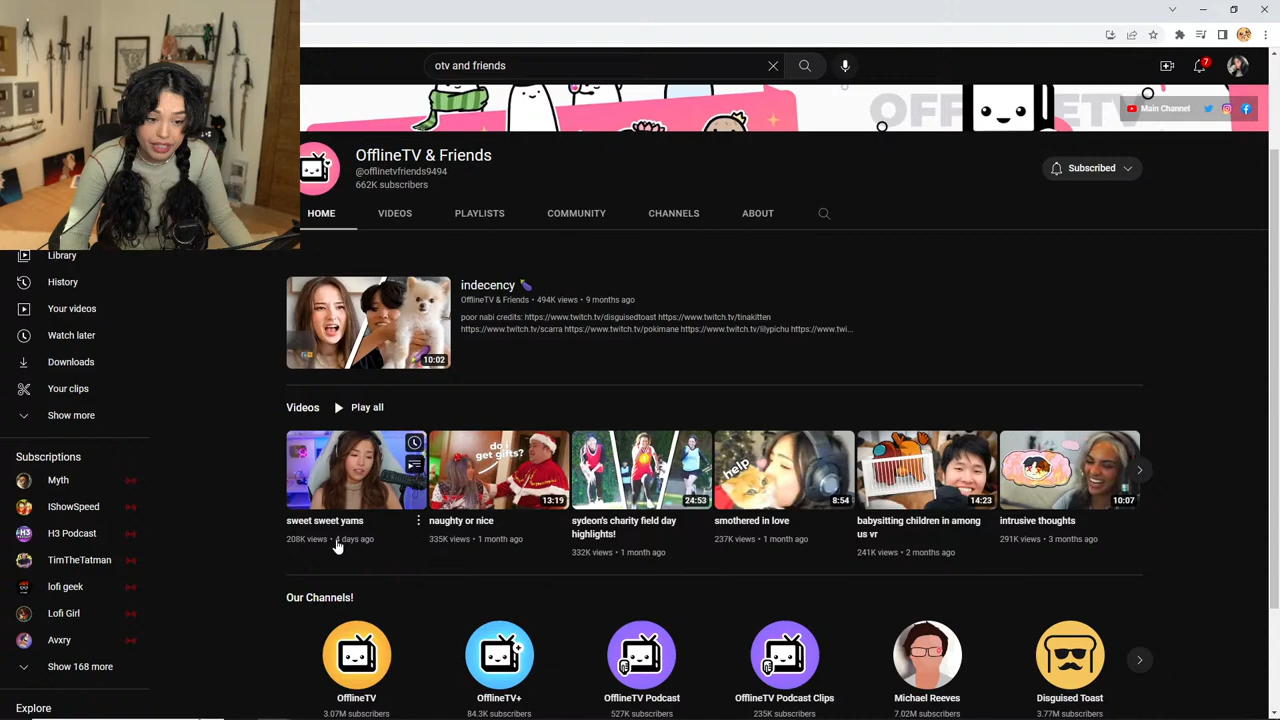 otv and friends
7
OFFLINETV
Main Channel
OfflineTV & Friends
@offlinetvfriends9494
662K subscribers
Subscribed
HOME
VIDEOS
PLAYLISTS
COMMUNITY
CHANNELS
ABOUT
Library
History
Your videos
Watch later
Downloads
Your clips
Show more
Subscriptions
Myth
IShowSpeed
H3 Podcast
TimTheTatman
lofi geek
Lofi Girl
Avxry
Show 168 more
Explore
10:02
indecency 🍆
OfflineTV & Friends • 494K views • 9 months ago
poor nabi credits: https://www.twitch.tv/disguisedtoast https://www.twitch.tv/tinakitten
https://www.twitch.tv/scarra https://www.twitch.tv/pokimane https://www.twitch.tv/lilypichu https://www.twi...
Videos
Play all
sweet sweet yams
208K views • 4 days ago
do i
get gifts?
13:19
naughty or nice
335K views • 1 month ago
24:53
sydeon's charity field day
highlights!
332K views • 1 month ago
help
8:54
smothered in love
237K views • 1 month ago
14:23
babysitting children in among
us vr
241K views • 2 months ago
10:07
intrusive thoughts
291K views • 3 months ago
Our Channels!
OfflineTV
3.07M subscribers
OfflineTV+
84.3K subscribers
OfflineTV Podcast
527K subscribers
OfflineTV Podcast Clips
235K subscribers
Michael Reeves
7.02M subscribers
Disguised Toast
3.77M subscribers